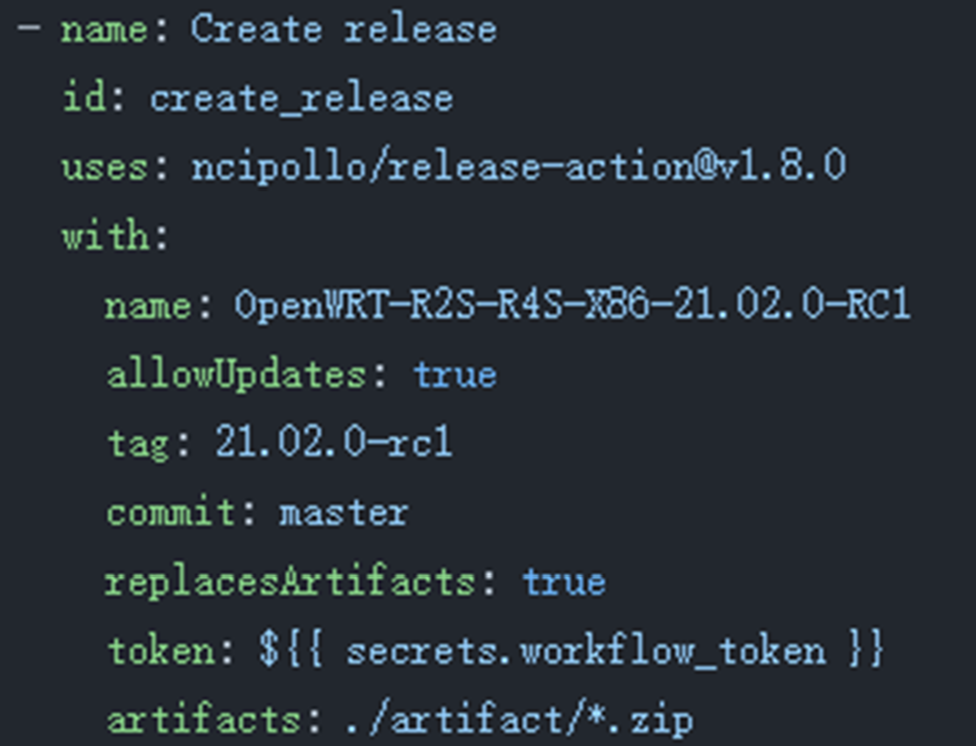 - name: Create release
  id: create_release
  uses: ncipollo/release-action@v1.8.0
  with:
    name: OpenWRT-R2S-R4S-X86-21.02.0-RC1
    allowUpdates: true
    tag: 21.02.0-rc1
    commit: master
    replacesArtifacts: true
    token: ${{ secrets.workflow_token }}
    artifacts: ./artifact/*.zip